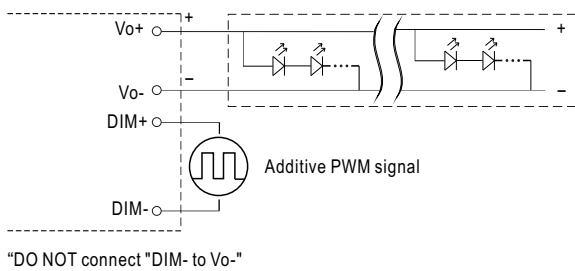 Vo+
+
+
−
Vo-
−
DIM+
Additive PWM signal
DIM-
“DO NOT connect "DIM- to Vo-"